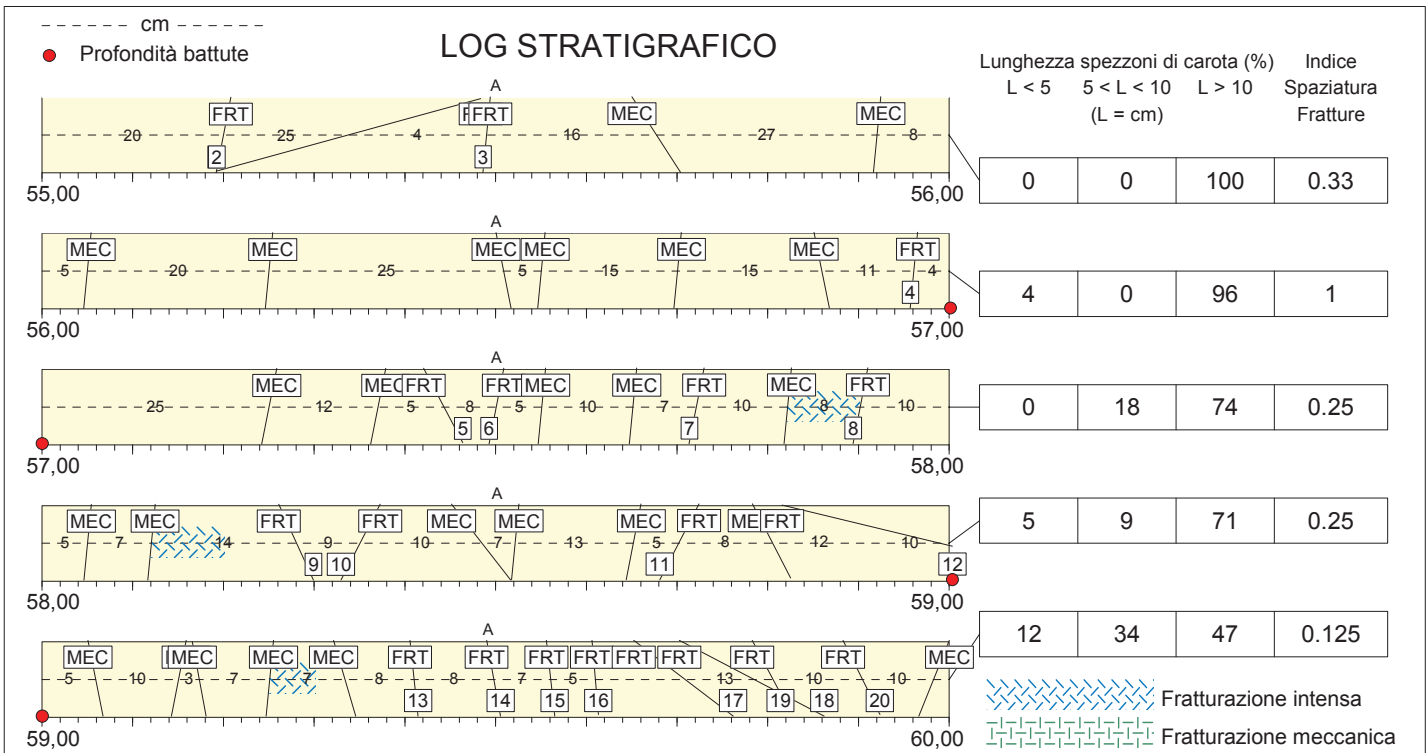 cm
Profondità battute
LOG STRATIGRAFICO
Lunghezza spezzoni di carota (%) Indice
L < 5 5 < L < 10 L > 10 Spaziatura
(L = cm) Fratture
A
FRT FRT MEC MEC
20 25 4 16 27 8
2 3
55,00 56,00
0 0 100 0.33
A
MEC MEC MEC MEC MEC MEC FRT
5 20 25 5 15 15 11 4
4
56,00 57,00
4 0 96 1
A
MEC MEC FRT FRT MEC MEC FRT MEC FRT
25 12 5 8 5 10 7 10 8 10
5 6 7 8
57,00 58,00
0 18 74 0.25
A
MEC MEC FRT FRT MEC MEC MEC FRT FRT
5 7 14 9 10 7 13 5 8 12 10
9 10 11 12
58,00 59,00
5 9 71 0.25
A
MEC MEC MEC MEC FRT FRT FRT FRT FRT FRT FRT FRT MEC
5 10 3 7 7 8 8 7 5 13 10 10
13 14 15 16 17 19 18 20
59,00 60,00
12 34 47 0.125
Fratturazione intensa
Fratturazione meccanica